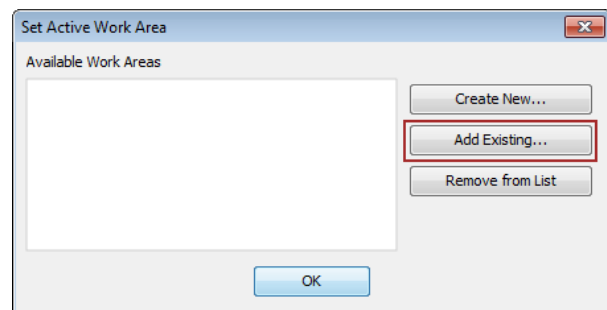 Set Active Work Area
Available Work Areas
Create New...
Add Existing...
Remove from List
OK